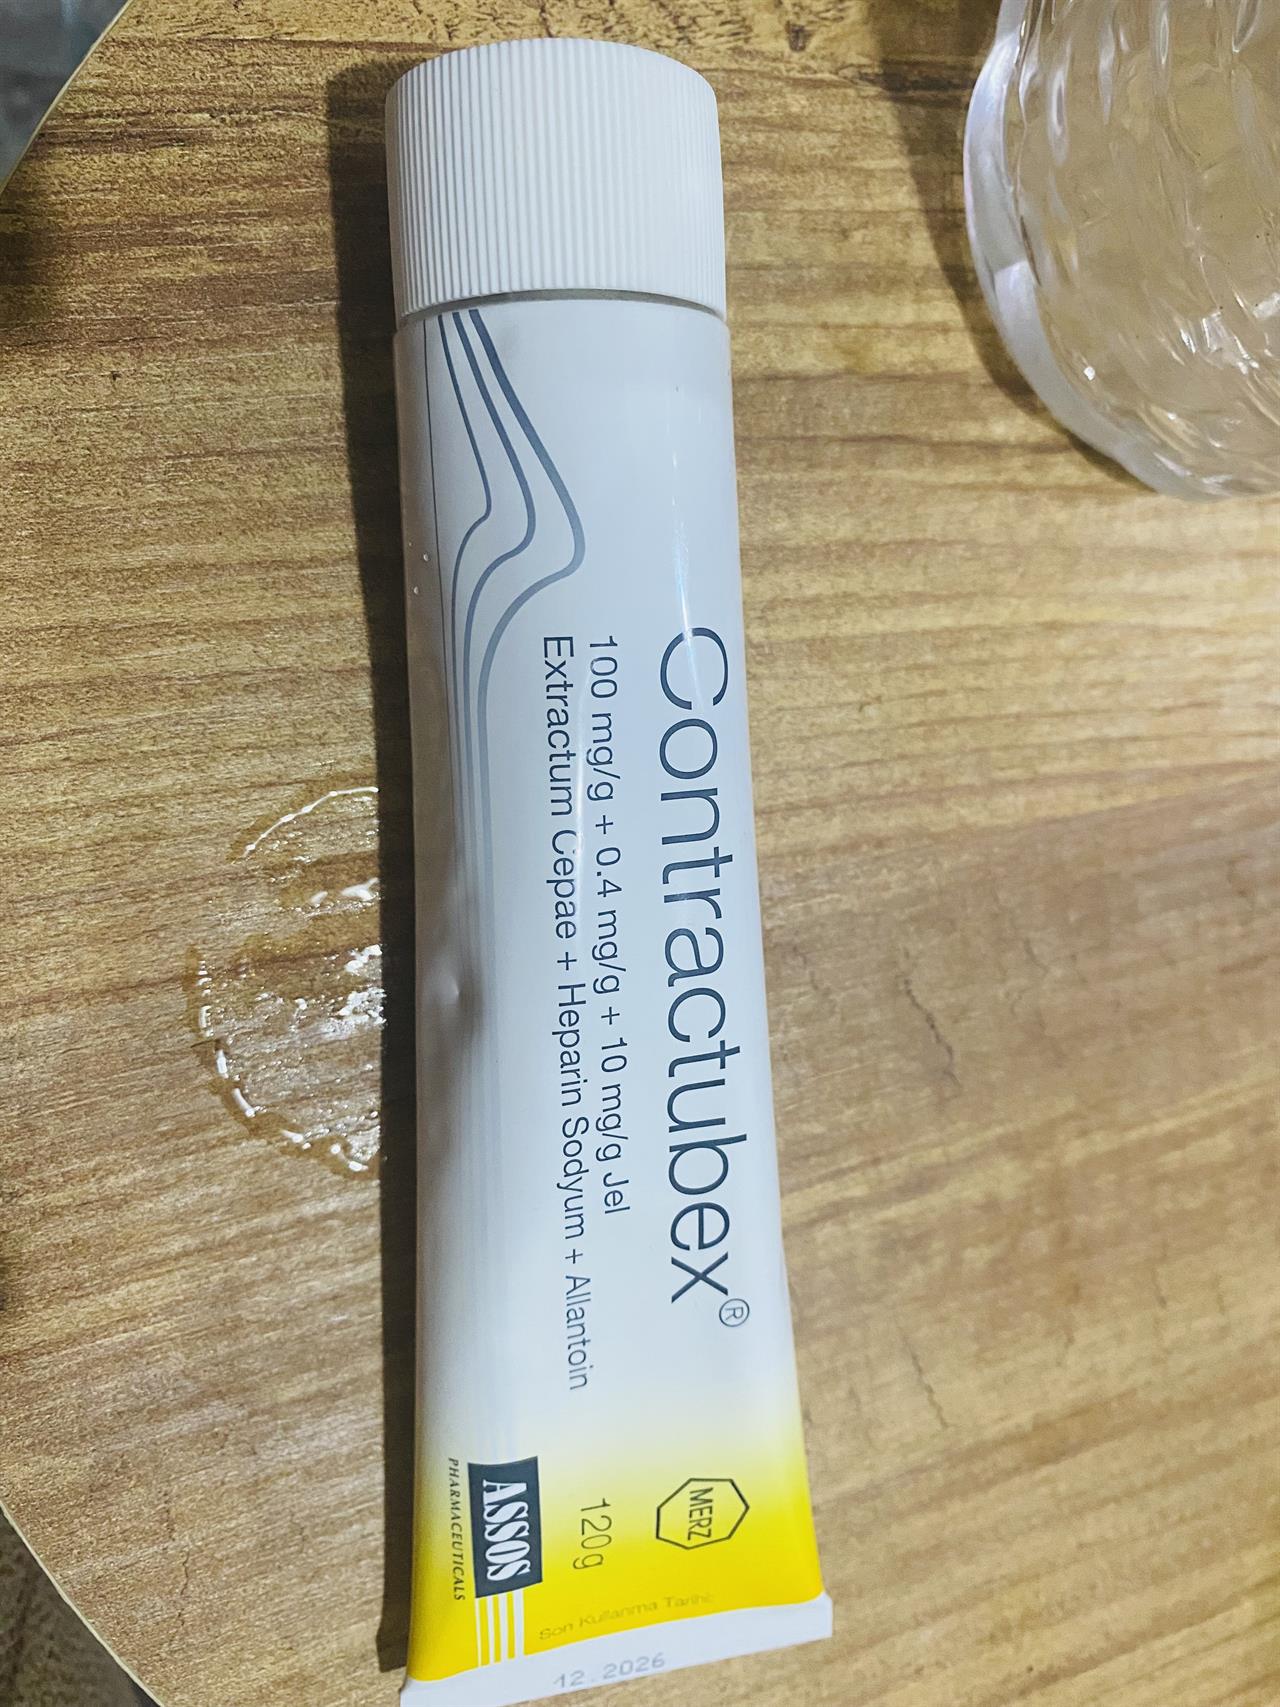 Contractubex®
100 mg/g + 0.4 mg/g + 10 mg/g Jel
Extractum Cepae + Heparin Sodyum + Allantoin
MERZ
120g
ASSOS
PHARMACEUTICALS
Son Kullanma Tarihi:
12.2026